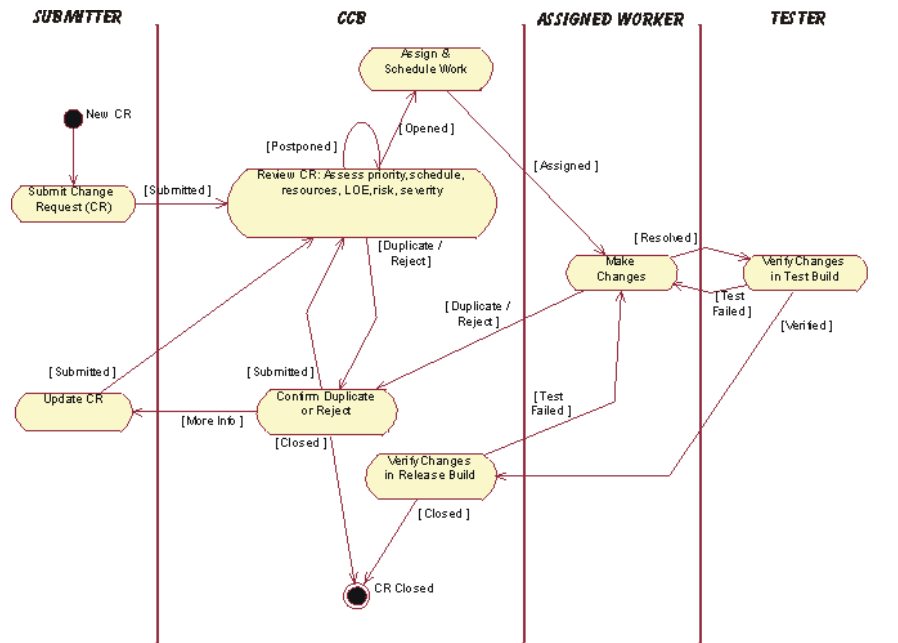 SUBMITTER
CCB
ASSIGNED WORKER
TESTER
Assign &
Schedule Work
New CR
[Postponed]
[Opened]
[Assigned]
Review CR: Assess priority,schedule,
resources, LOE,risk, severity
Submit Change
Request (CR)
[Submitted]
[Duplicate /
Reject]
[Resolved]
Make
Changes
Verify Changes
in Test Build
[Test
Failed]
[Verified]
[Duplicate /
Reject]
[Submitted]
[Submitted]
Update CR
[More Info]
Confirm Duplicate
or Reject
[Closed]
[Test
Failed]
Verify Changes
in Release Build
[Closed]
CR Closed